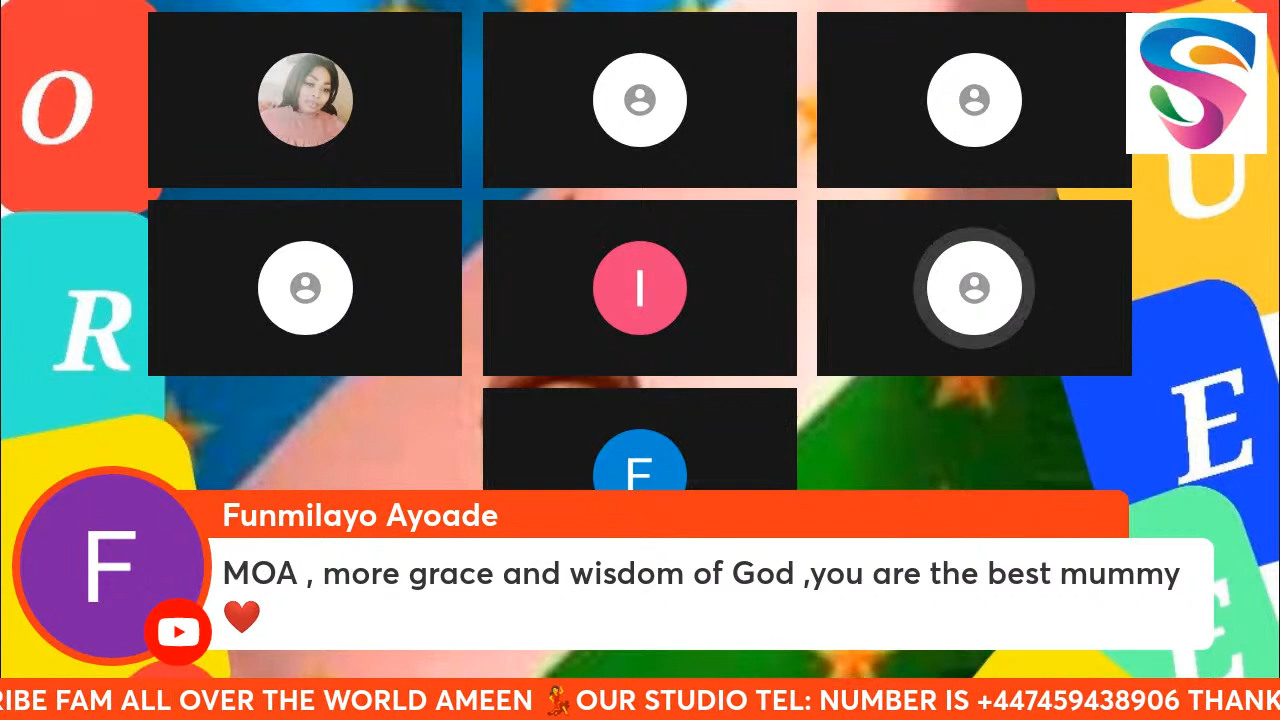 O
U
R
I
E
E
F
Funmilayo Ayoade
F
MOA , more grace and wisdom of God ,you are the best mummy
❤️
E
RIBE FAM ALL OVER THE WORLD AMEEN 💃OUR STUDIO TEL: NUMBER IS +447459438906 THANK